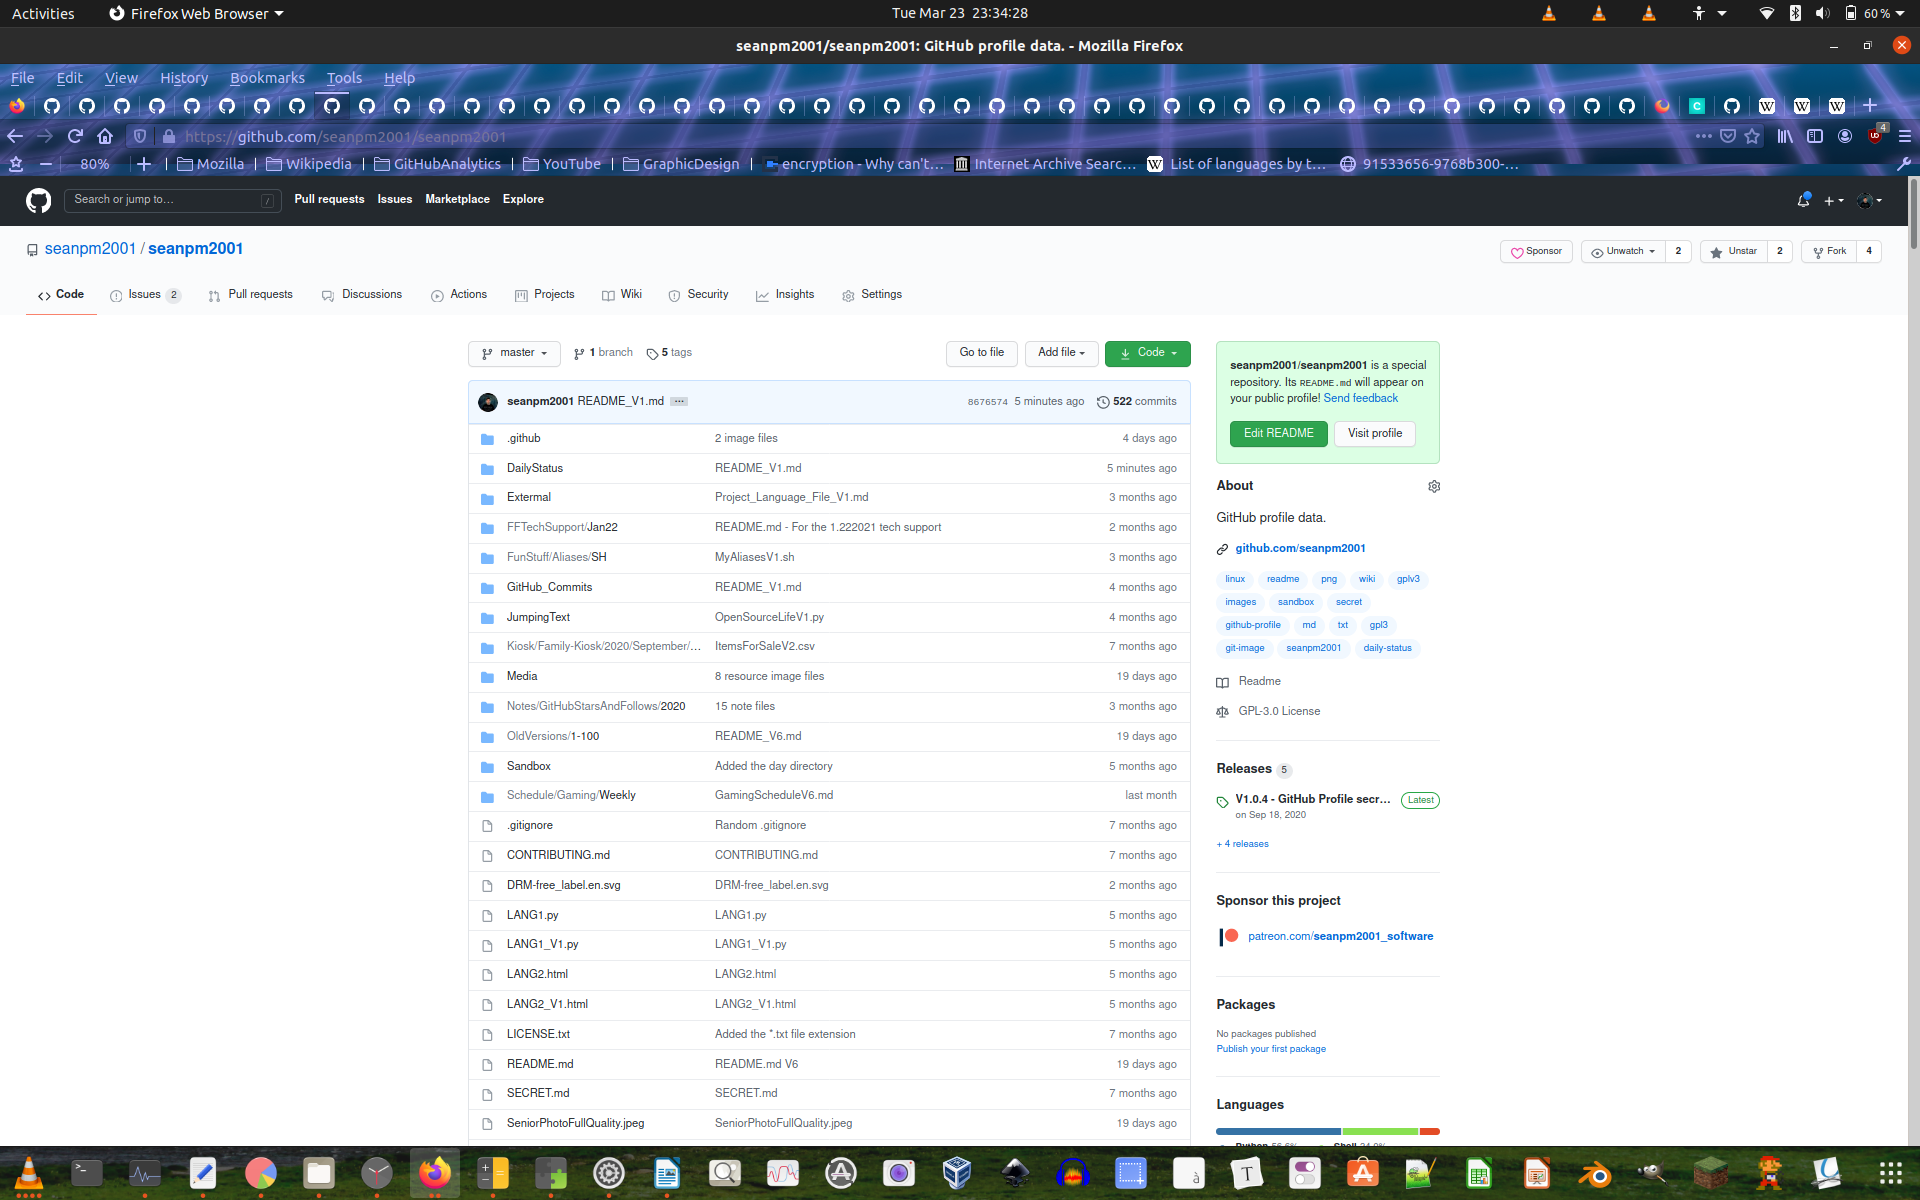 Activities Firefox Web Browser Tue Mar 23 23:34:28 60 %
seanpm2001/seanpm2001: GitHub profile data. - Mozilla Firefox
File Edit View History Bookmarks Tools Help
https://github.com/seanpm2001/seanpm2001 4
80% Mozilla Wikipedia GitHubAnalytics YouTube GraphicDesign encryption - Why can't… Internet Archive Searc… List of languages by t… 91533656-9768b300-…
Search or jump to… / Pull requests Issues Marketplace Explore
seanpm2001 / seanpm2001 Sponsor Unwatch 2 Unstar 2 Fork 4
Code Issues 2 Pull requests Discussions Actions Projects Wiki Security Insights Settings
master 1 branch 5 tags Go to file Add file Code
seanpm2001 README_V1.md ... 8676574 5 minutes ago 522 commits
.github 2 image files 4 days ago
DailyStatus README_V1.md 5 minutes ago
Extermal Project_Language_File_V1.md 3 months ago
FFTechSupport/Jan22 README.md - For the 1.222021 tech support 2 months ago
FunStuff/Aliases/SH MyAliasesV1.sh 3 months ago
GitHub_Commits README_V1.md 4 months ago
JumpingText OpenSourceLifeV1.py 4 months ago
Kiosk/Family-Kiosk/2020/September/… ItemsForSaleV2.csv 7 months ago
Media 8 resource image files 19 days ago
Notes/GitHubStarsAndFollows/2020 15 note files 3 months ago
OldVersions/1-100 README_V6.md 19 days ago
Sandbox Added the day directory 5 months ago
Schedule/Gaming/Weekly GamingScheduleV6.md last month
.gitignore Random .gitignore 7 months ago
CONTRIBUTING.md CONTRIBUTING.md 7 months ago
DRM-free_label.en.svg DRM-free_label.en.svg 2 months ago
LANG1.py LANG1.py 5 months ago
LANG1_V1.py LANG1_V1.py 5 months ago
LANG2.html LANG2.html 5 months ago
LANG2_V1.html LANG2_V1.html 5 months ago
LICENSE.txt Added the *.txt file extension 7 months ago
README.md README.md V6 19 days ago
SECRET.md SECRET.md 7 months ago
SeniorPhotoFullQuality.jpeg SeniorPhotoFullQuality.jpeg 19 days ago
seanpm2001/seanpm2001 is a special
repository. Its README.md will appear on
your public profile! Send feedback
Edit README Visit profile
About
GitHub profile data.
github.com/seanpm2001
linux readme png wiki gplv3
images sandbox secret
github-profile md txt gpl3
git-image seanpm2001 daily-status
Readme
GPL-3.0 License
Releases 5
V1.0.4 - GitHub Profile secr... Latest
on Sep 18, 2020
+ 4 releases
Sponsor this project
patreon.com/seanpm2001_software
Packages
No packages published
Publish your first package
Languages